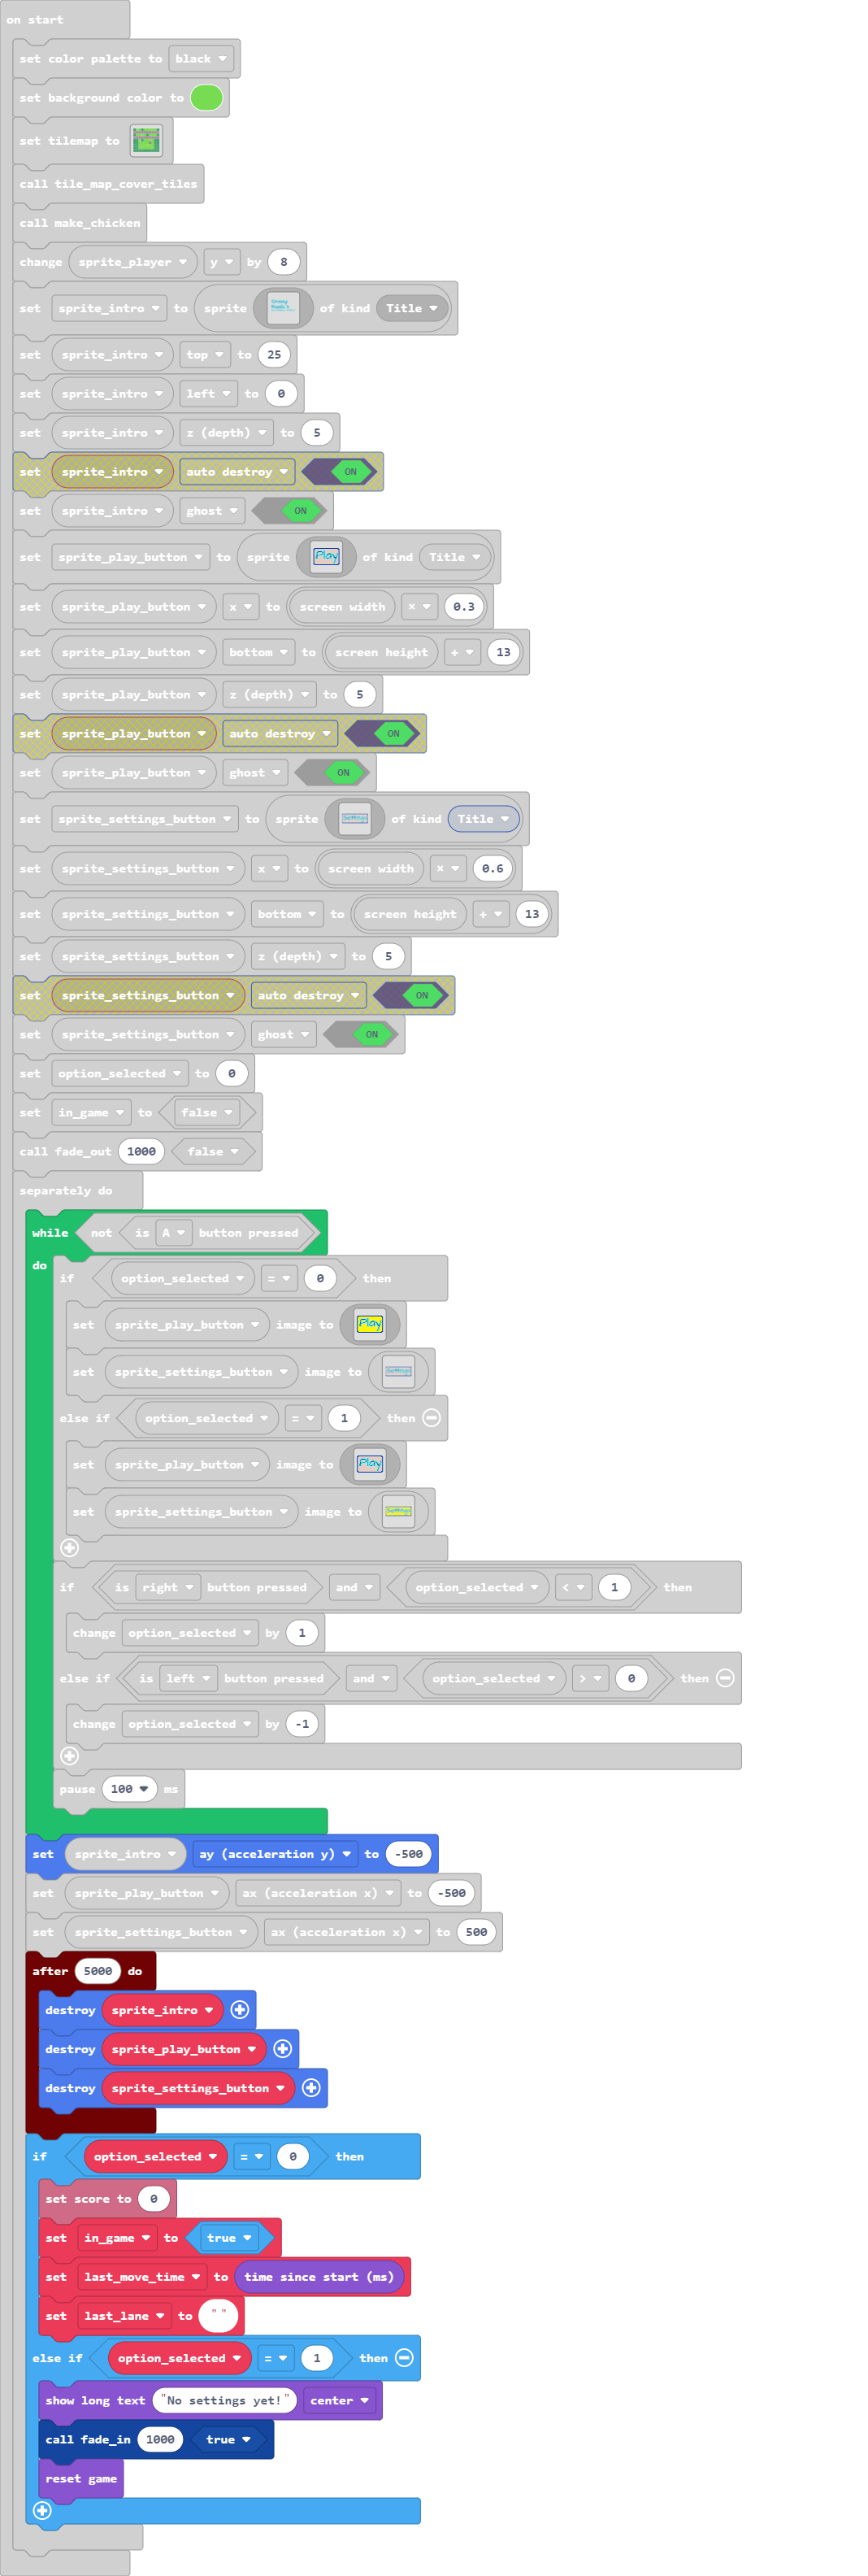 on start
set color palette to black
set background color to
set tilemap to
call tile_map_cover_tiles
call make_chicken
change sprite_player y by 8
set sprite_intro to sprite of kind Title
set sprite_intro top to 25
set sprite_intro left to 0
set sprite_intro z (depth) to 5
set sprite_intro auto destroy ON
set sprite_intro ghost ON
set sprite_play_button to sprite Play of kind Title
set sprite_play_button x to screen width × 0.3
set sprite_play_button bottom to screen height + 13
set sprite_play_button z (depth) to 5
set sprite_play_button auto destroy ON
set sprite_play_button ghost ON
set sprite_settings_button to sprite Settings of kind Title
set sprite_settings_button x to screen width × 0.6
set sprite_settings_button bottom to screen height + 13
set sprite_settings_button z (depth) to 5
set sprite_settings_button auto destroy ON
set sprite_settings_button ghost ON
set option_selected to 0
set in_game to false
call fade_out 1000 false
separately do
while not is A button pressed
do
if option_selected = 0 then
set sprite_play_button image to Play
set sprite_settings_button image to Settings
else if option_selected = 1 then
set sprite_play_button image to Play
set sprite_settings_button image to Settings
if is right button pressed and option_selected < 1 then
change option_selected by 1
else if is left button pressed and option_selected > 0 then
change option_selected by -1
pause 100 ms
set sprite_intro ay (acceleration y) to -500
set sprite_play_button ax (acceleration x) to -500
set sprite_settings_button ax (acceleration x) to 500
after 5000 do
destroy sprite_intro
destroy sprite_play_button
destroy sprite_settings_button
if option_selected = 0 then
set score to 0
set in_game to true
set last_move_time to time since start (ms)
set last_lane to " "
else if option_selected = 1 then
show long text "No settings yet!" center
call fade_in 1000 true
reset game